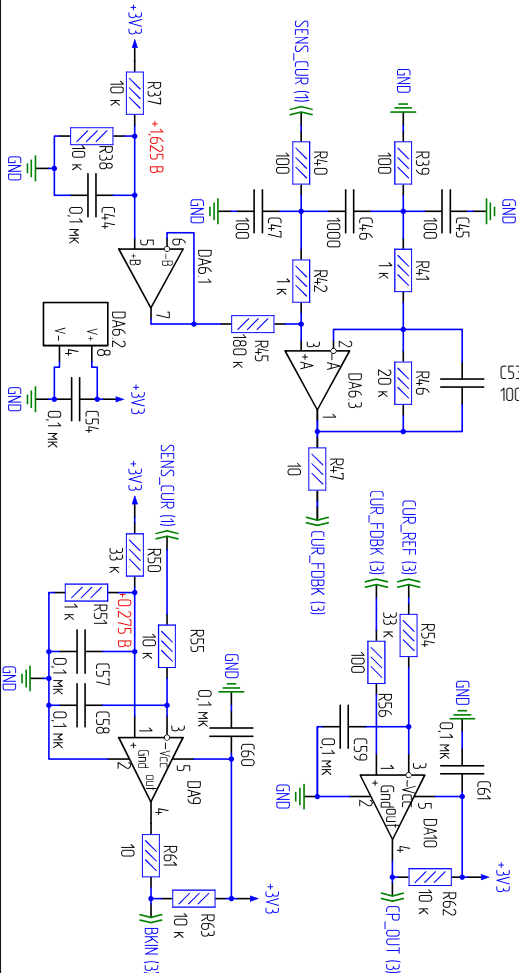 +3V3
R37
10 к
+1,625 В
R38
10 к
GND
C44
0,1 мк
DA6.1
6
-B
5
+B
7
DA6.2
V+
8
V-
4
C54
0,1 мк
GND
+3V3
SENS_CUR (1)
GND
R40
100
R39
100
GND
C47
100
C46
1000
C45
100
GND
R42
1 к
R41
1 к
R45
180 к
2
-A
3
+A
1
DA6.3
R46
20 к
C53
100
R47
10
CUR_FDBK (3)
SENS_CUR (1)
+3V3
R50
33 к
+0,275 В
R51
1 к
R55
10 к
GND
C57
0,1 мк
C58
0,1 мк
GND
0,1 мк
C60
3
-Vcc
5
1
+
Gnd
out
2
4
DA9
R61
10
R63
10 к
+3V3
BKIN (3)
CUR_REF (3)
CUR_FDBK (3)
R54
33 к
R56
100
GND
0,1 мк
C61
C59
0,1 мк
GND
3
-Vcc
5
1
+
Gnd
out
2
4
DA10
R62
10 к
+3V3
CP_OUT (3)